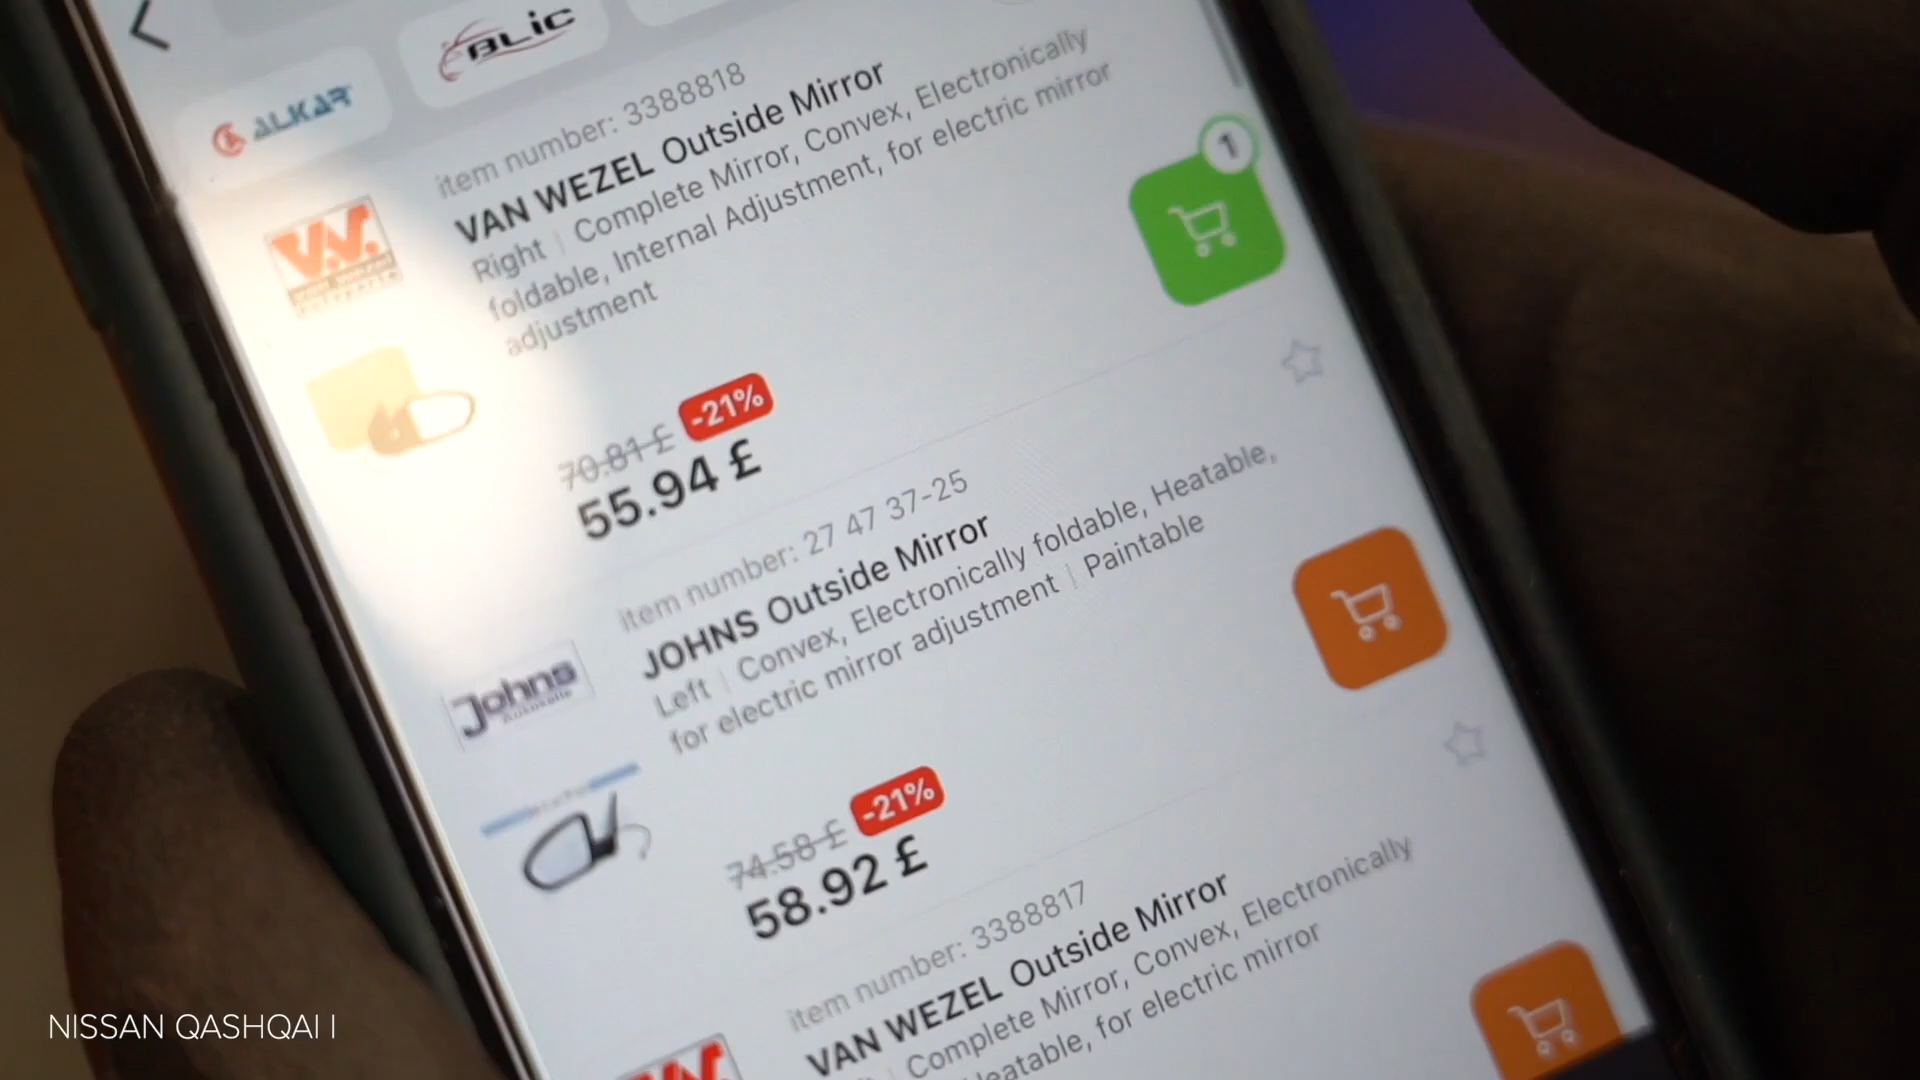 ALKAR
BLIC
item number: 3388818
VAN WEZEL Outside Mirror
Right | Complete Mirror, Convex, Electronically
foldable, Internal Adjustment, for electric mirror
adjustment
1
70.81 £ -21%
55.94 £
item number: 27 47 37-25
JOHNS Outside Mirror
Left | Convex, Electronically foldable, Heatable,
for electric mirror adjustment | Paintable
Johns
74.58 £ -21%
58.92 £
item number: 3388817
VAN WEZEL Outside Mirror
Complete Mirror, Convex, Electronically
Heatable, for electric mirror
NISSAN QASHQAI I